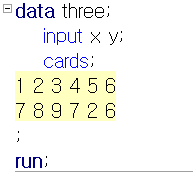 data three;
input x y;
cards;
1 2 3 4 5 6
7 8 9 7 2 6
;
run;